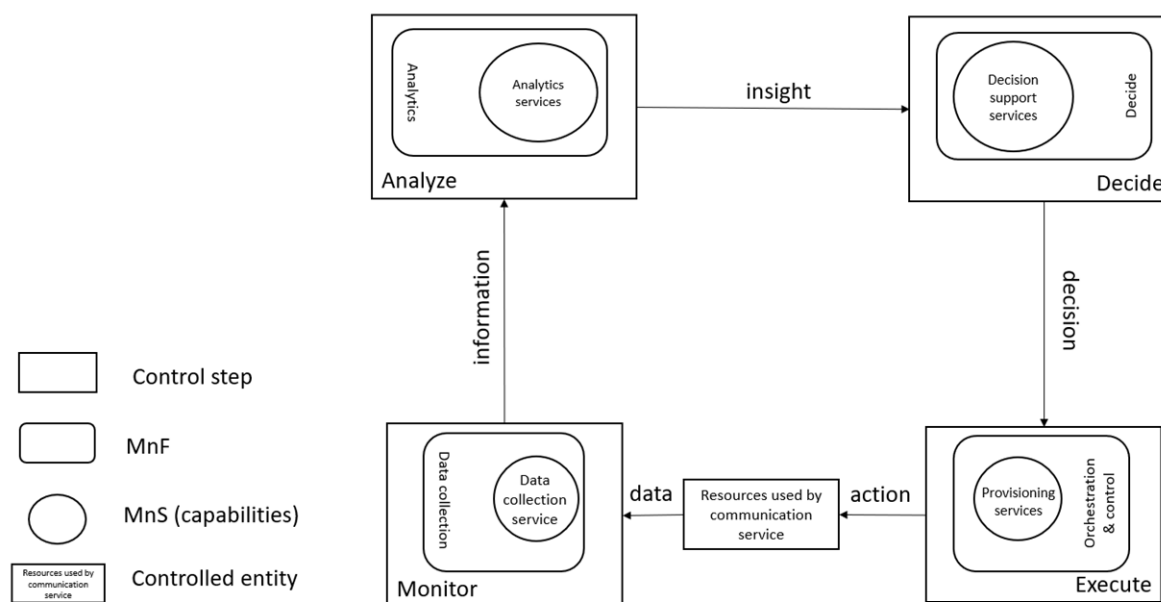 Analytics
Analytics
services
Analyze
insight
Decision
support
services
Decide
Decide
information
decision
Control step
MnF
MnS (capabilities)
Resources used by
communication
service
Controlled entity
Data collection
Data
collection
service
Monitor
data
Resources used by
communication
service
action
Provisioning
services
Orchestration
& control
Execute